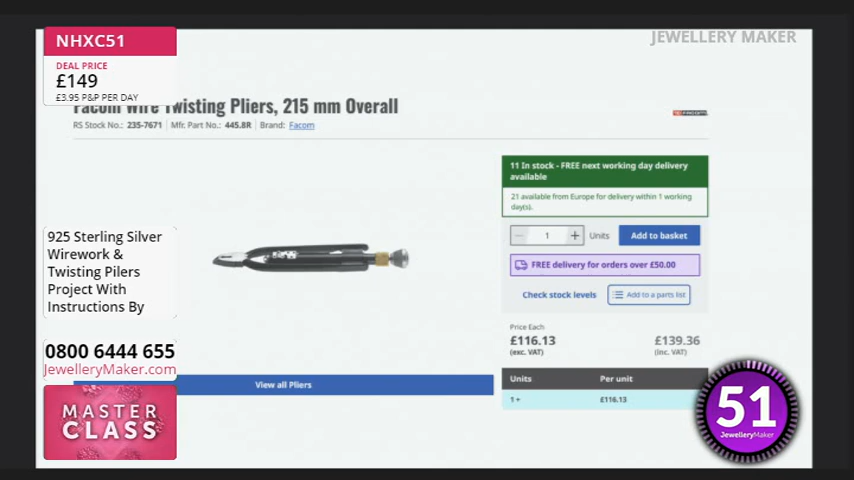 NHXC51
DEAL PRICE
£149
£3.95 P&P PER DAY
JEWELLERY MAKER
Facom Wire Twisting Pliers, 215 mm Overall
RS Stock No.: 235-7671 | Mfr. Part No.: 445.8R | Brand: Facom
FACOM
11 In stock - FREE next working day delivery
available
21 available from Europe for delivery within 1 working
day(s).
1 Units Add to basket
FREE delivery for orders over £50.00
Check stock levels Add to a parts list
Price Each
£116.13 £139.36
(exc. VAT) (inc. VAT)
Units Per unit
1 + £116.13
View all Pliers
925 Sterling Silver
Wirework &
Twisting Pilers
Project With
Instructions By
0800 6444 655
JewelleryMaker.com
MASTER
CLASS
51
JewelleryMaker